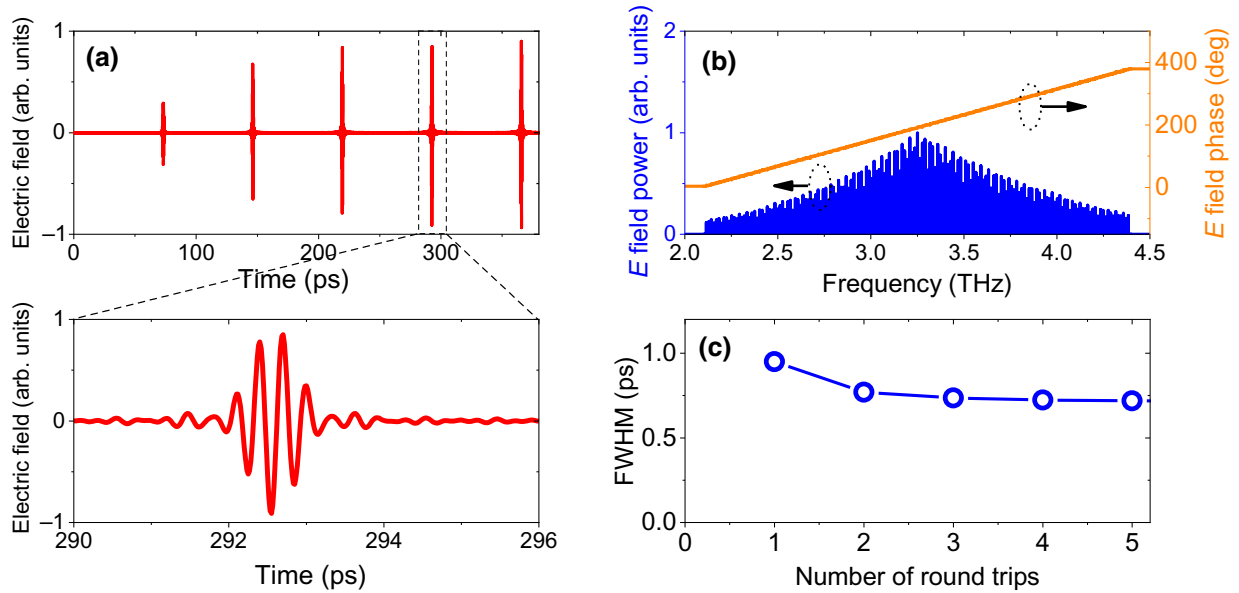 (a)
Electric field (arb. units)
1
0
–1
0
100
200
300
Time (ps)
Electric field (arb. units)
1
0
–1
290
292
294
296
Time (ps)
(b)
E field power (arb. units)
2
1
0
400
200
0
E field phase (deg)
2.0
2.5
3.0
3.5
4.0
4.5
Frequency (THz)
(c)
FWHM (ps)
1.0
0.5
0.0
0
1
2
3
4
5
Number of round trips